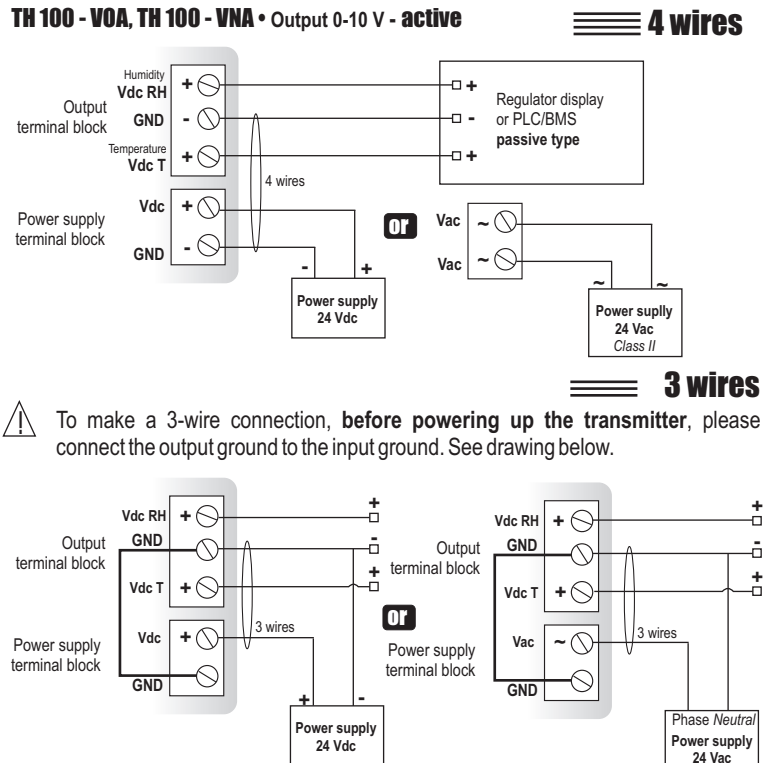 TH 100 - VOA, TH 100 - VNA • Output 0-10 V - active
4 wires
Humidity
Vdc RH
+
Output
terminal block
GND
-
Temperature
Vdc T
+
4 wires
+
-
+
Regulator display
or PLC/BMS
passive type
Power supply
terminal block
Vdc
+
GND
-
- +
Power supply
24 Vdc
or
Vac
~
Vac
~
~ ~
Power suplly
24 Vac
Class II
3 wires
! To make a 3-wire connection, before powering up the transmitter, please
connect the output ground to the input ground. See drawing below.
Vdc RH
+
GND
Output
terminal block
Vdc T
+
+
-
+
3 wires
Power supply
terminal block
Vdc
+
GND
+ -
Power supply
24 Vdc
or
Vdc RH
+
GND
Output
terminal block
Vdc T
+
+
-
+
3 wires
Power supply
terminal block
Vac
~
GND
Phase Neutral
Power supply
24 Vac